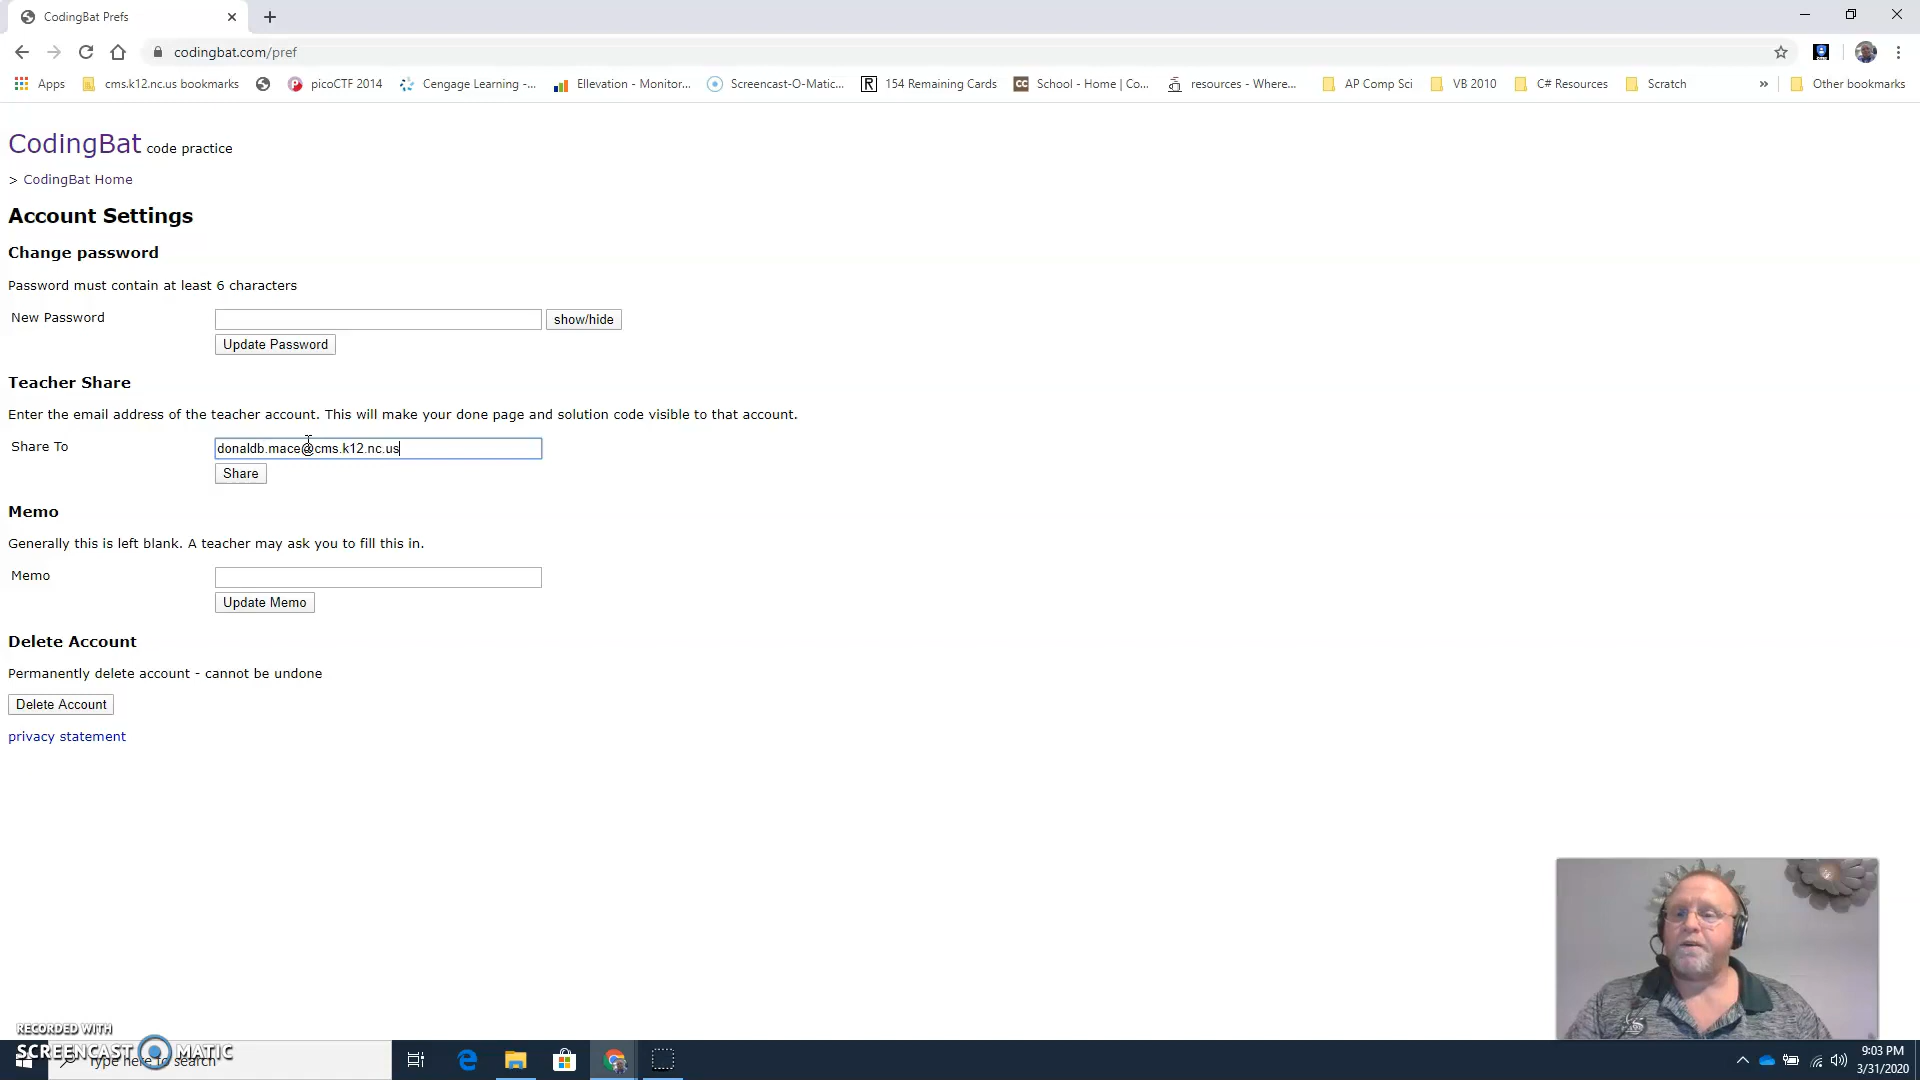 CodingBat Prefs
codingbat.com/pref
Apps cms.k12.nc.us bookmarks picoCTF 2014 Cengage Learning -... Ellevation - Monitor... Screencast-O-Matic... 154 Remaining Cards School - Home | Co... resources - Where... AP Comp Sci VB 2010 C# Resources Scratch » Other bookmarks
CodingBat code practice
> CodingBat Home
Account Settings
Change password
Password must contain at least 6 characters
New Password show/hide
Update Password
Teacher Share
Enter the email address of the teacher account. This will make your done page and solution code visible to that account.
Share To donaldb.mace@cms.k12.nc.us
Share
Memo
Generally this is left blank. A teacher may ask you to fill this in.
Memo
Update Memo
Delete Account
Permanently delete account - cannot be undone
Delete Account
privacy statement
RECORDED WITH
SCREENCAST MATIC
Type here to search
9:03 PM
3/31/2020